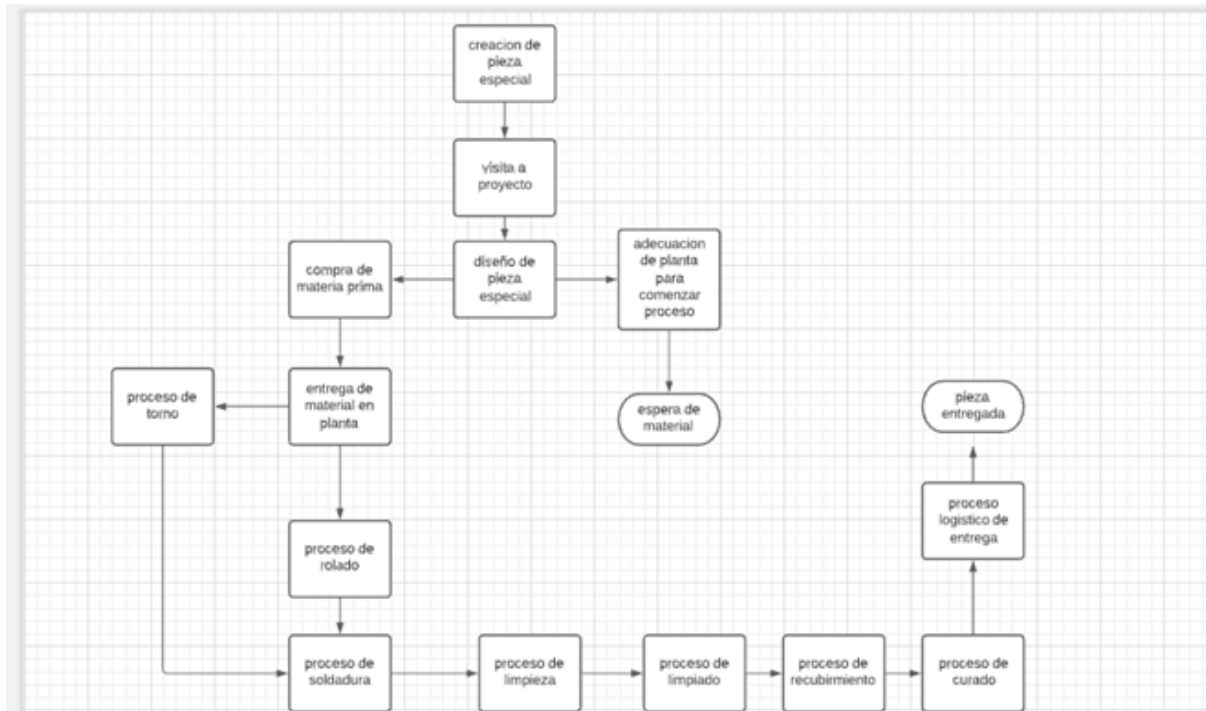 creacion de
pieza
especial
visita a
proyecto
compra de
materia prima
diseño de
pieza
especial
adecuacion
de planta
para
comenzar
proceso
proceso de
torno
entrega de
material en
planta
espera de
material
pieza
entregada
proceso
logistico de
entrega
proceso de
rolado
proceso de
soldadura
proceso de
limpieza
proceso de
limpiado
proceso de
recubirmiento
proceso de
curado